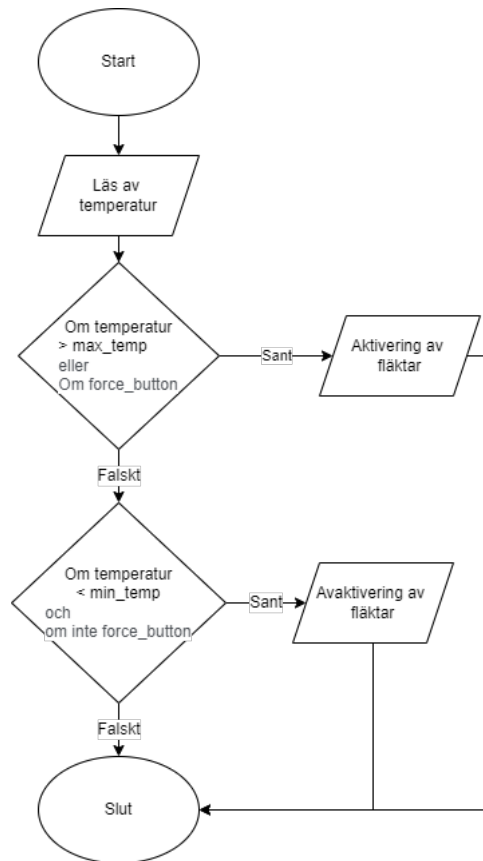 Start
Läs av
temperatur
Om temperatur
> max_temp
eller
Om force_button
Sant
Aktivering av
fläktar
Falskt
Om temperatur
< min_temp
och
om inte force_button
Sant
Avaktivering av
fläktar
Falskt
Slut